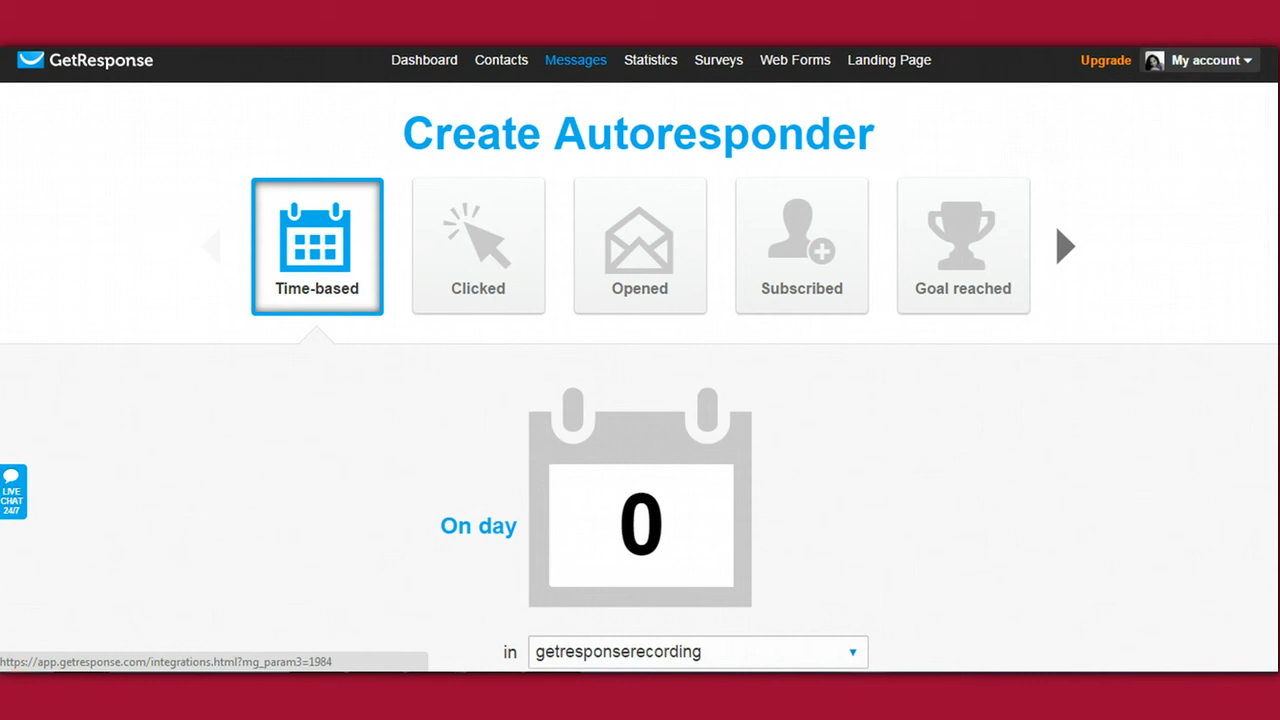 GetResponse
Dashboard Contacts Messages Statistics Surveys Web Forms Landing Page
Upgrade My account
Create Autoresponder
Time-based Clicked Opened Subscribed Goal reached
LIVE
CHAT
24/7
On day 0
in getresponserecording
https://app.getresponse.com/integrations.html?mg_param3=1984